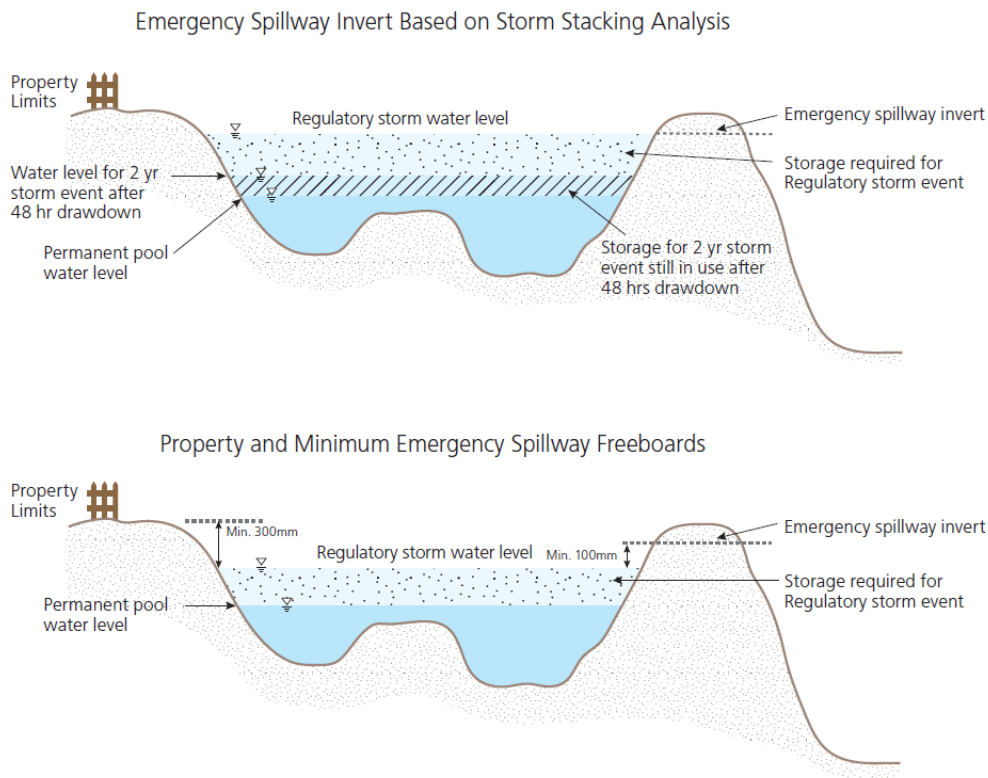 Emergency Spillway Invert Based on Storm Stacking Analysis
Property
Limits
Regulatory storm water level
Emergency spillway invert
Storage required for
Regulatory storm event
Water level for 2 yr
storm event after
48 hr drawdown
Permanent pool
water level
Storage for 2 yr storm
event still in use after
48 hrs drawdown
Property and Minimum Emergency Spillway Freeboards
Property
Limits
Min. 300mm
Regulatory storm water level
Min. 100mm
Emergency spillway invert
Storage required for
Regulatory storm event
Permanent pool
water level